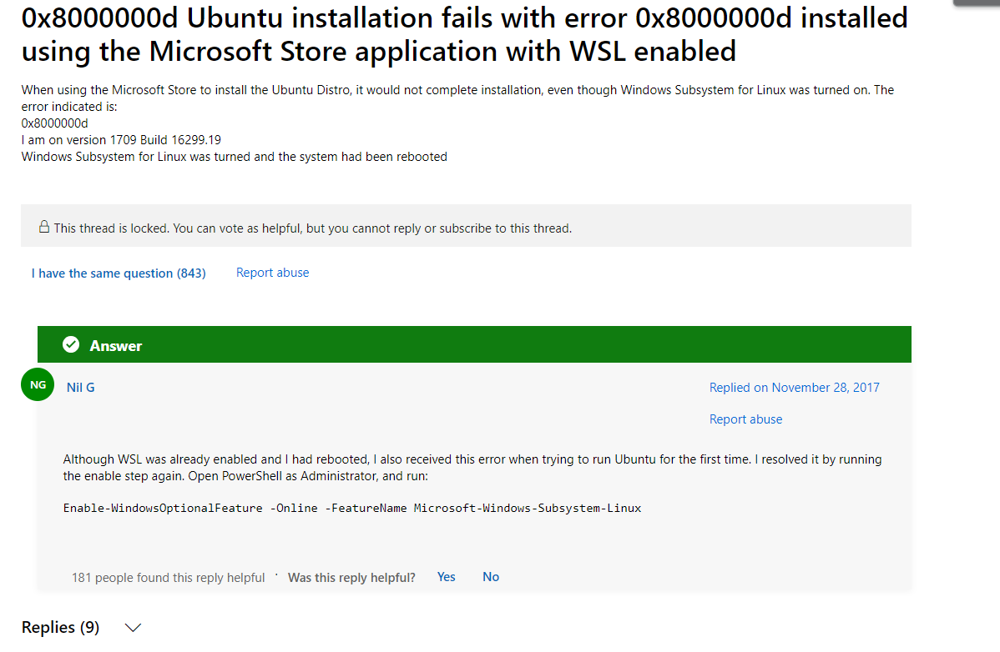 0x8000000d Ubuntu installation fails with error 0x8000000d installed
using the Microsoft Store application with WSL enabled
When using the Microsoft Store to install the Ubuntu Distro, it would not complete installation, even though Windows Subsystem for Linux was turned on. The
error indicated is:
0x8000000d
I am on version 1709 Build 16299.19
Windows Subsystem for Linux was turned and the system had been rebooted
This thread is locked. You can vote as helpful, but you cannot reply or subscribe to this thread.
I have the same question (843) Report abuse
Answer
NG Nil G Replied on November 28, 2017
Report abuse
Although WSL was already enabled and I had rebooted, I also received this error when trying to run Ubuntu for the first time. I resolved it by running
the enable step again. Open PowerShell as Administrator, and run:
Enable-WindowsOptionalFeature -Online -FeatureName Microsoft-Windows-Subsystem-Linux
181 people found this reply helpful · Was this reply helpful? Yes No
Replies (9)